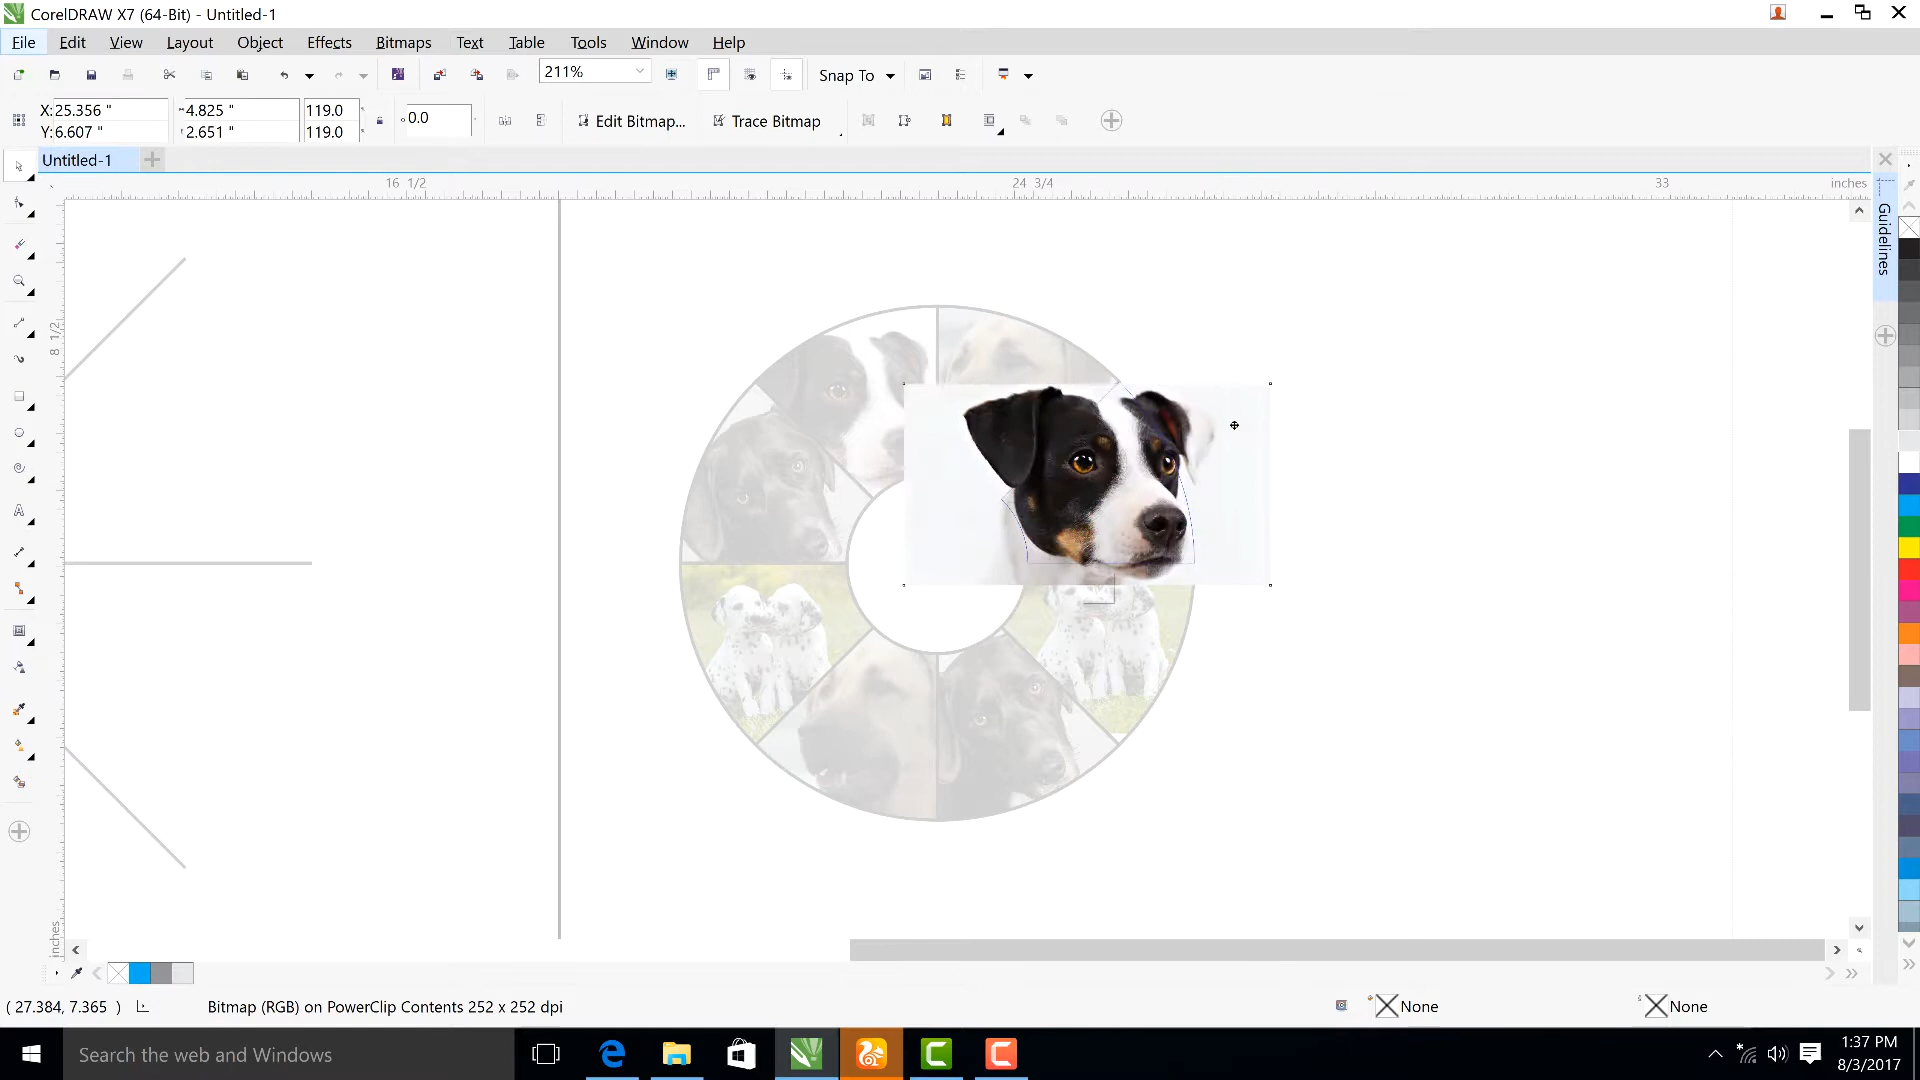 CorelDRAW X7 (64-Bit) - Untitled-1
File Edit View Layout Object Effects Bitmaps Text Table Tools Window Help
211% Snap To
X: 25.356 " 4.825 " 119.0
Y: 6.607 " 2.651 " 119.0
0.0 Edit Bitmap... Trace Bitmap
Untitled-1
16 1/2 24 3/4 33 inches
8 1/2
inches
Guidelines
( 27.384, 7.365 ) Bitmap (RGB) on PowerClip Contents 252 x 252 dpi None None
Search the web and Windows
1:37 PM
8/3/2017